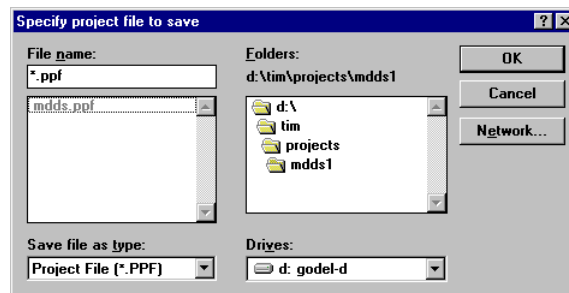 Specify project file to save
File name:
*.ppf
mdds.ppf
Save file as type:
Project File (*.PPF)
Folders:
d:\tim\projects\mdds1
d:\
tim
projects
mdds1
Drives:
d: godel-d
OK
Cancel
Network...